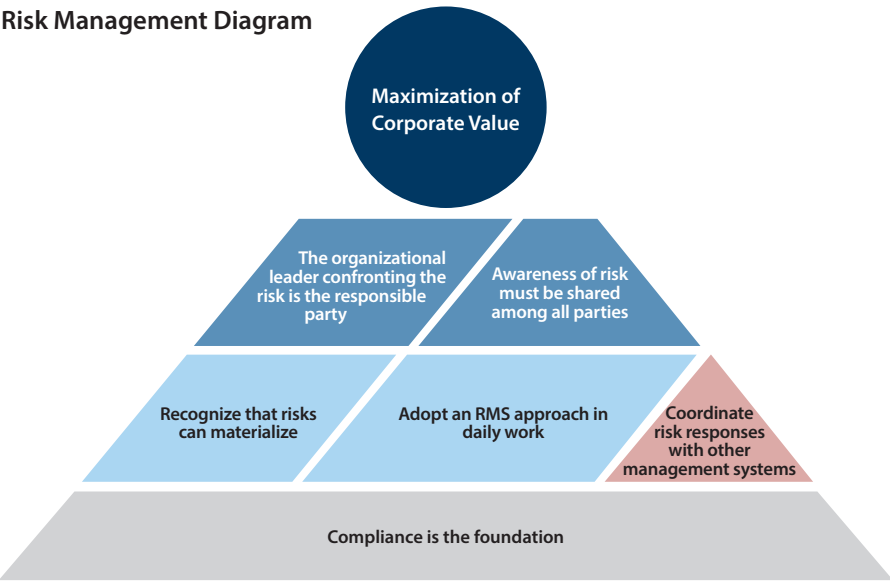 Risk Management Diagram
Maximization of
Corporate Value
The organizational
leader confronting the
risk is the responsible
party
Awareness of risk
must be shared
among all parties
Recognize that risks
can materialize
Adopt an RMS approach in
daily work
Coordinate
risk responses
with other
management systems
Compliance is the foundation